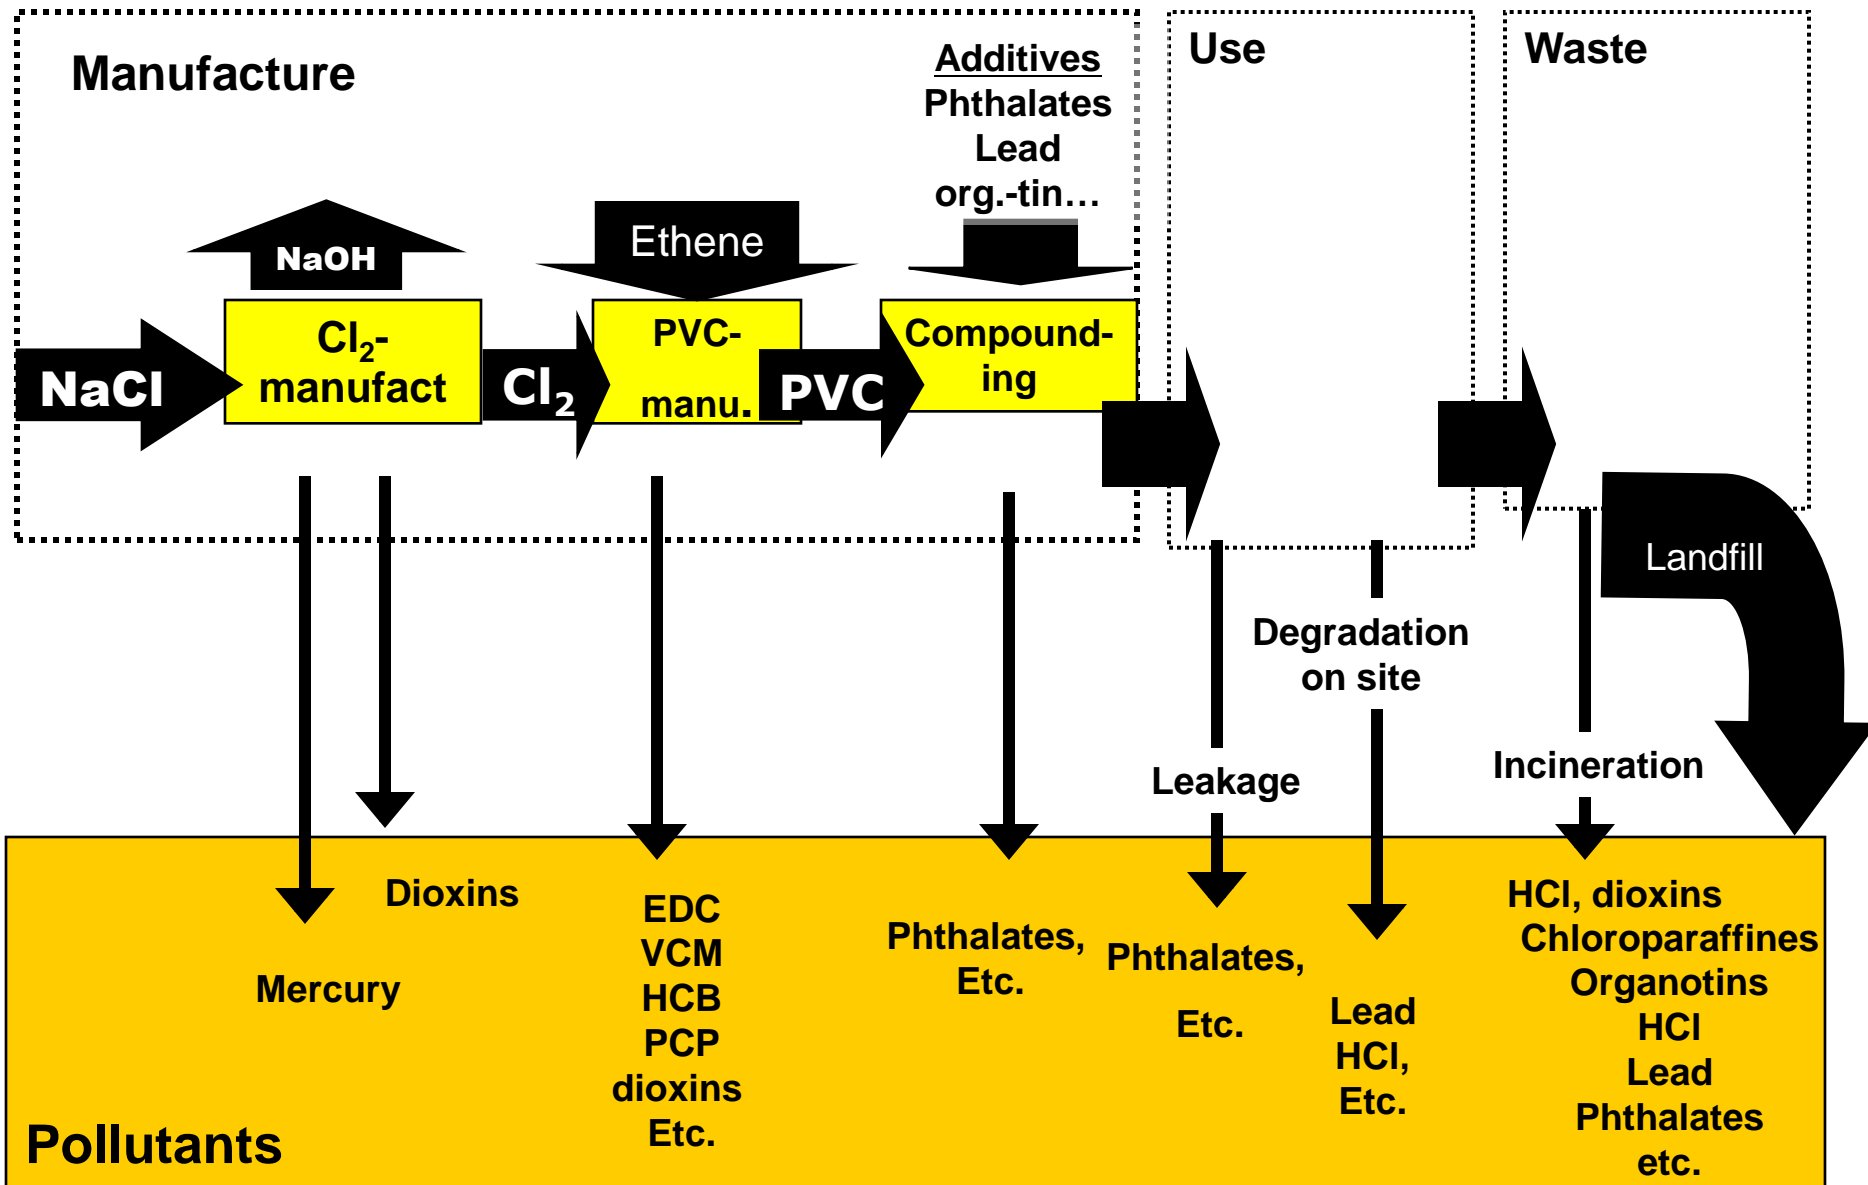 Manufacture
Additives
Phthalates
Lead
org.-tin…
Use
Waste
NaOH
Ethene
NaCl
Cl₂-
manufact
Cl₂
PVC-
manu.
PVC
Compound-
ing
Landfill
Degradation
on site
Leakage
Incineration
Dioxins
Mercury
EDC
VCM
HCB
PCP
dioxins
Etc.
Phthalates,
Etc.
Phthalates,
Etc.
Lead
HCl,
Etc.
HCl, dioxins
Chloroparaffines
Organotins
HCl
Lead
Phthalates
etc.
Pollutants